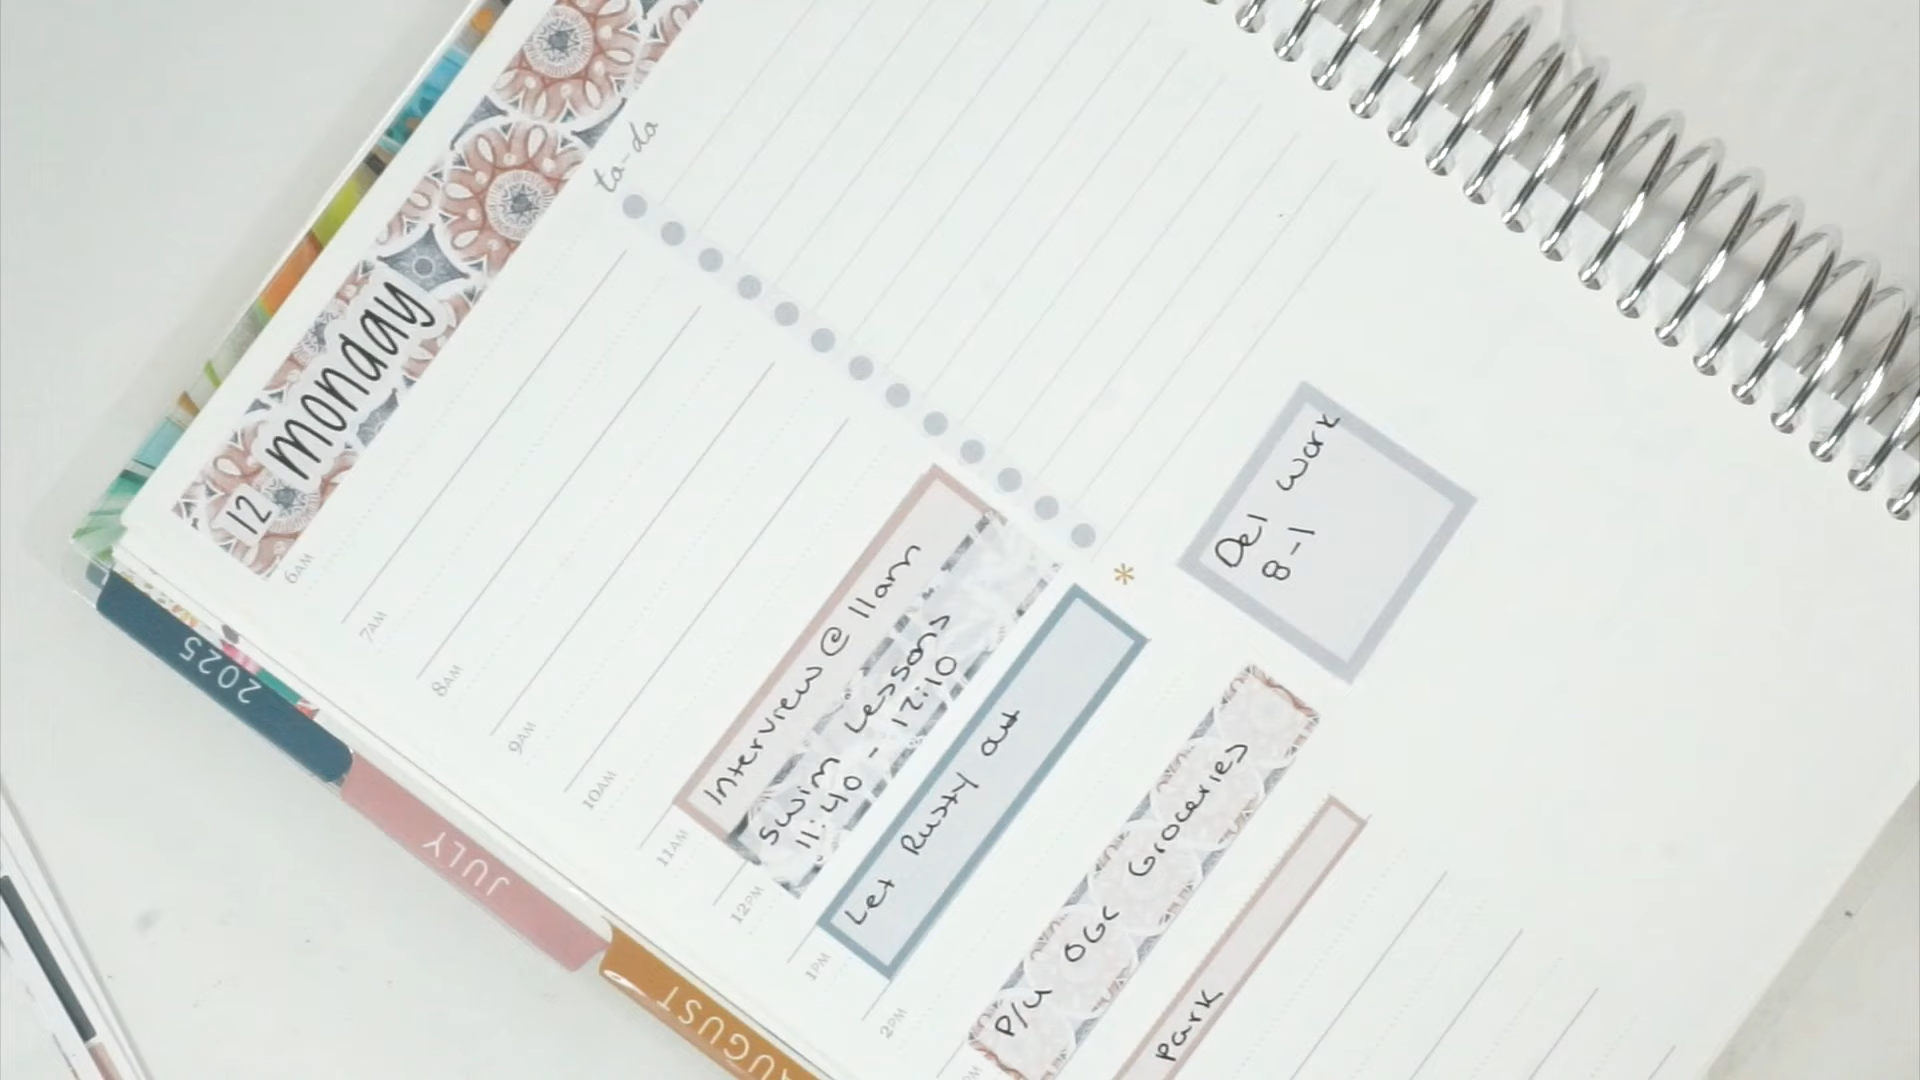 to-do
12 monday
6AM
7AM
8AM
9AM
10AM
11AM
Interview @ 11am
Swim Lessons
11:40 - 12:10
12PM
1PM
Let Rusty out
2PM
P/U OGC Groceries
Park
Del work
8-1
2025
JULY
AUGUST